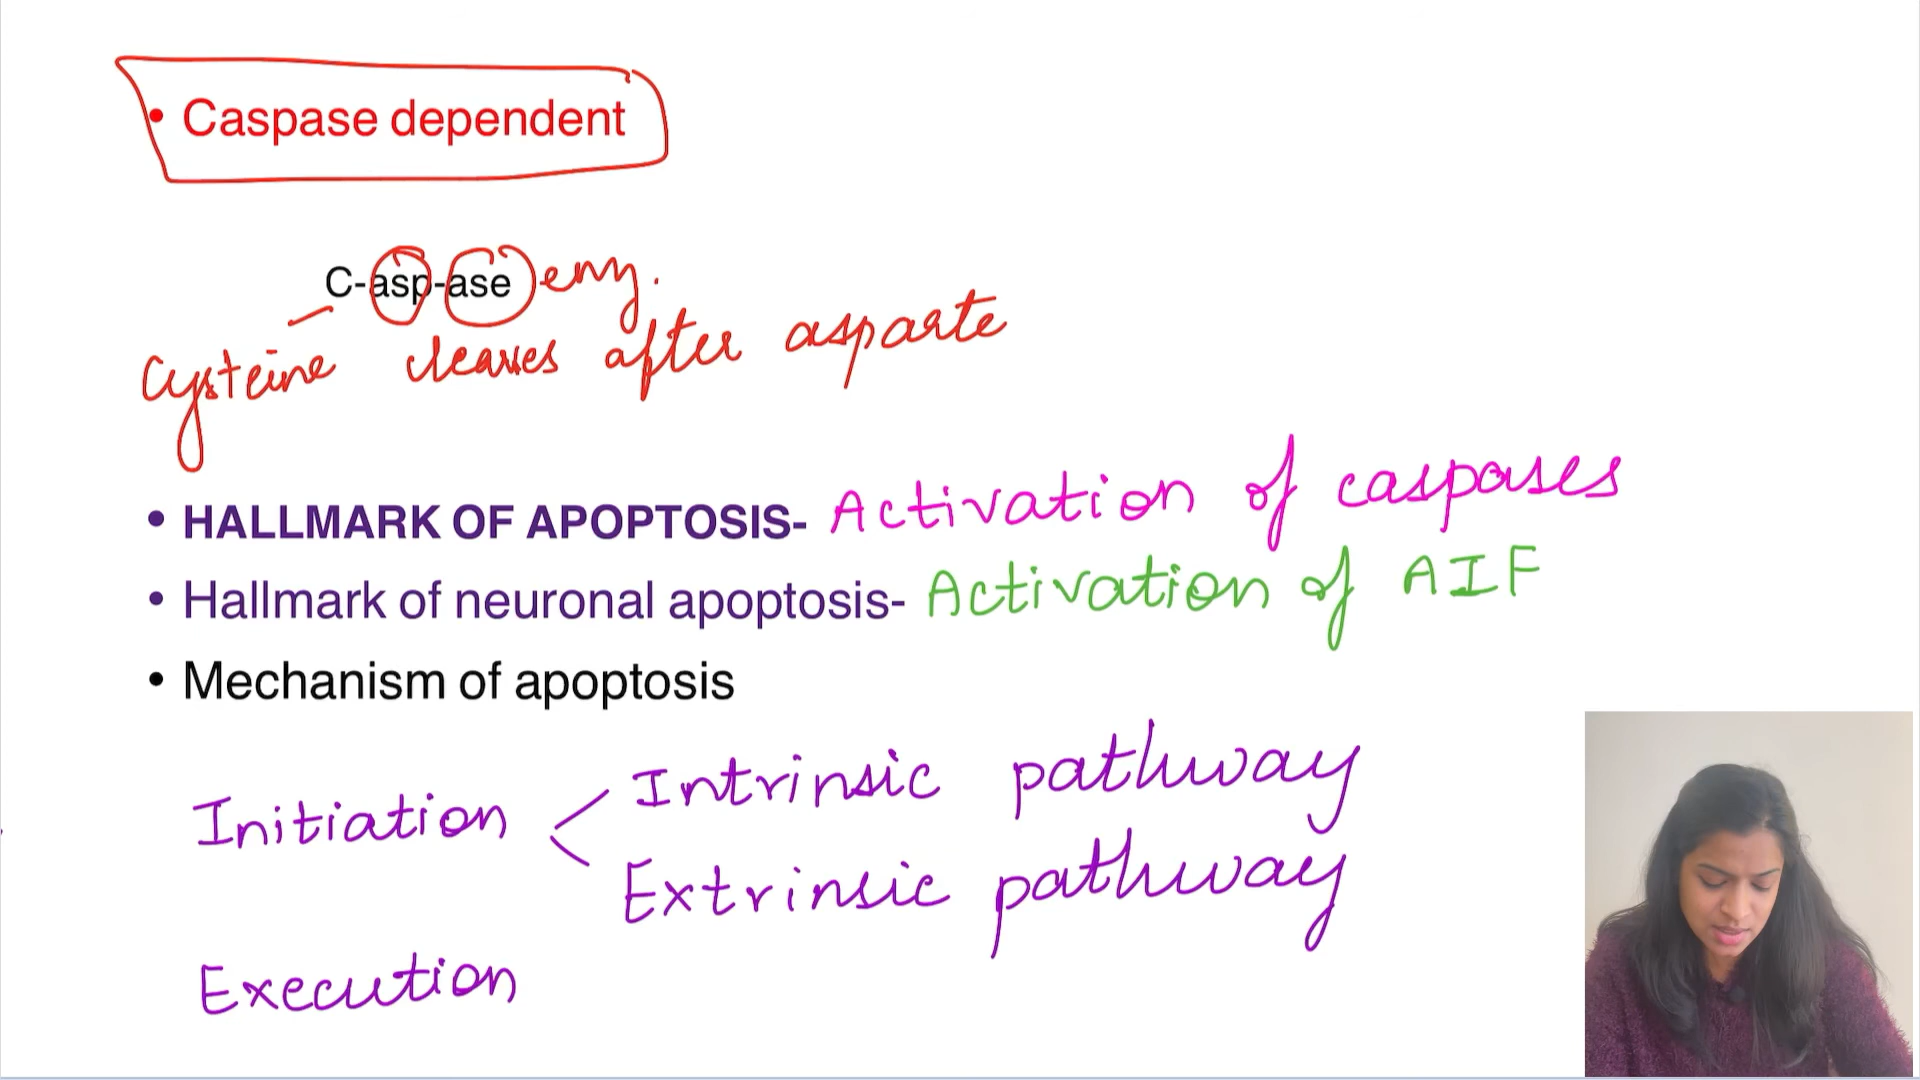 • Caspase dependent
C-asp-ase enz.
Cysteine cleaves after asparte
• HALLMARK OF APOPTOSIS- Activation of caspases
• Hallmark of neuronal apoptosis- Activation of AIF
• Mechanism of apoptosis
Initiation < Intrinsic pathway
Extrinsic pathway
Execution